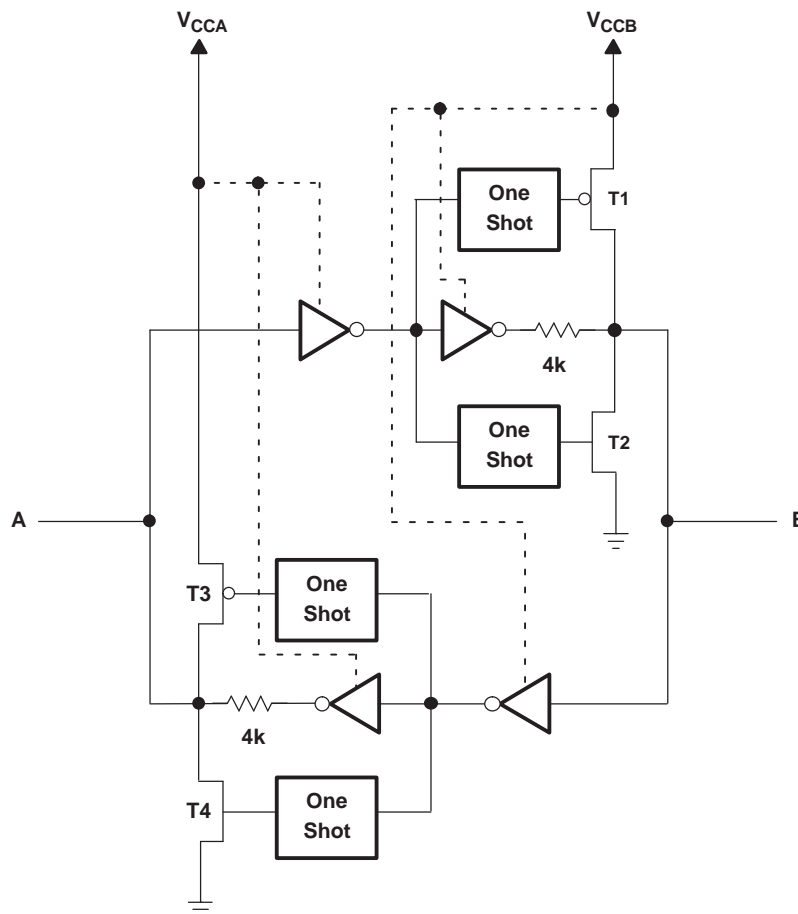 VCCA
VCCB
One
Shot
T1
4k
One
Shot
T2
A
B
T3
One
Shot
4k
T4
One
Shot